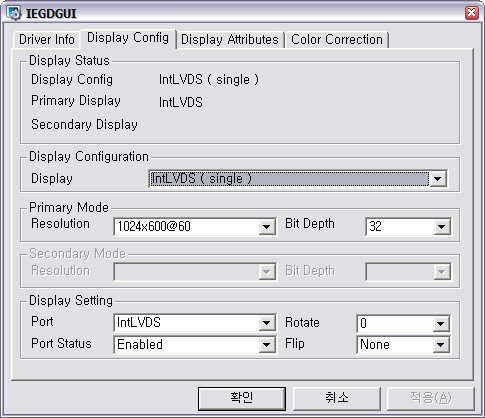 IEGDGUI
Driver Info Display Config Display Attributes Color Correction
Display Status
Display Config IntLVDS ( single )
Primary Display IntLVDS
Secondary Display
Display Configuration
Display IntLVDS ( single )
Primary Mode
Resolution 1024x600@60 Bit Depth 32
Secondary Mode
Resolution Bit Depth
Display Setting
Port IntLVDS Rotate 0
Port Status Enabled Flip None
확인 취소 적용(A)